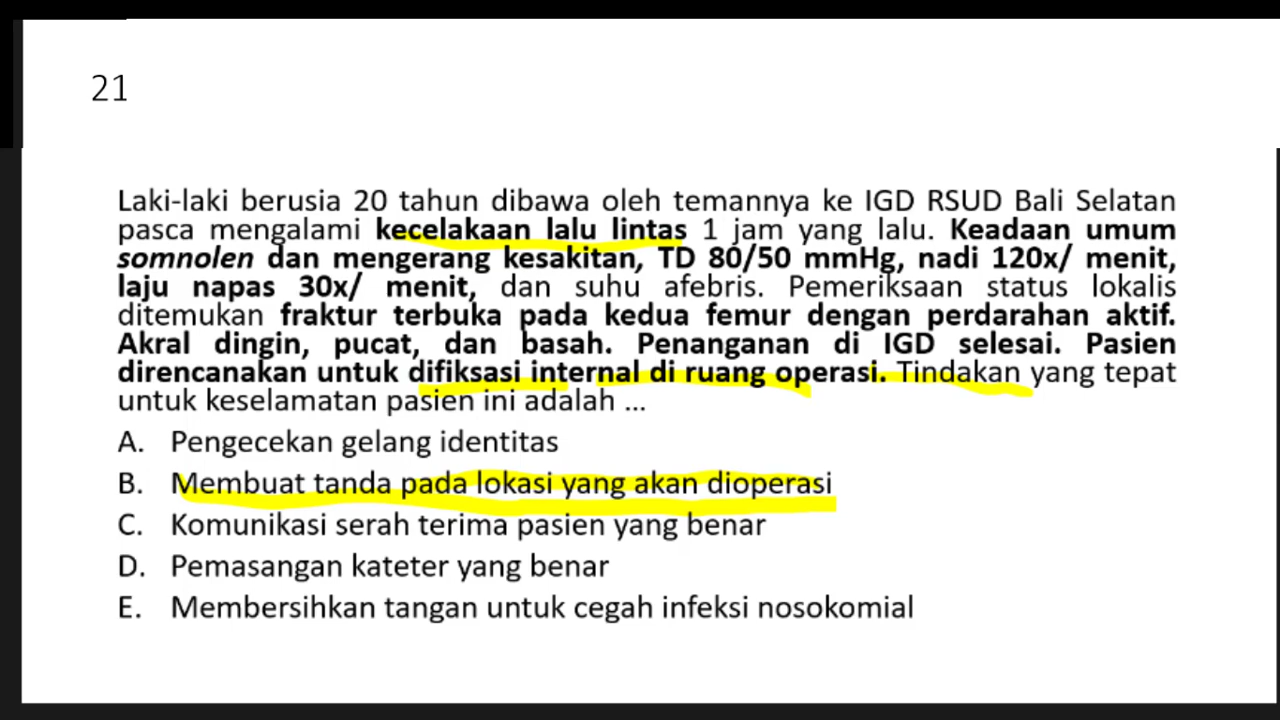 21
Laki-laki berusia 20 tahun dibawa oleh temannya ke IGD RSUD Bali Selatan
pasca mengalami kecelakaan lalu lintas 1 jam yang lalu. Keadaan umum
somnolen dan mengerang kesakitan, TD 80/50 mmHg, nadi 120x/ menit,
laju napas 30x/ menit, dan suhu afebris. Pemeriksaan status lokalis
ditemukan fraktur terbuka pada kedua femur dengan perdarahan aktif.
Akral dingin, pucat, dan basah. Penanganan di IGD selesai. Pasien
direncanakan untuk difiksasi internal di ruang operasi. Tindakan yang tepat
untuk keselamatan pasien ini adalah ...
A. Pengecekan gelang identitas
B. Membuat tanda pada lokasi yang akan dioperasi
C. Komunikasi serah terima pasien yang benar
D. Pemasangan kateter yang benar
E. Membersihkan tangan untuk cegah infeksi nosokomial